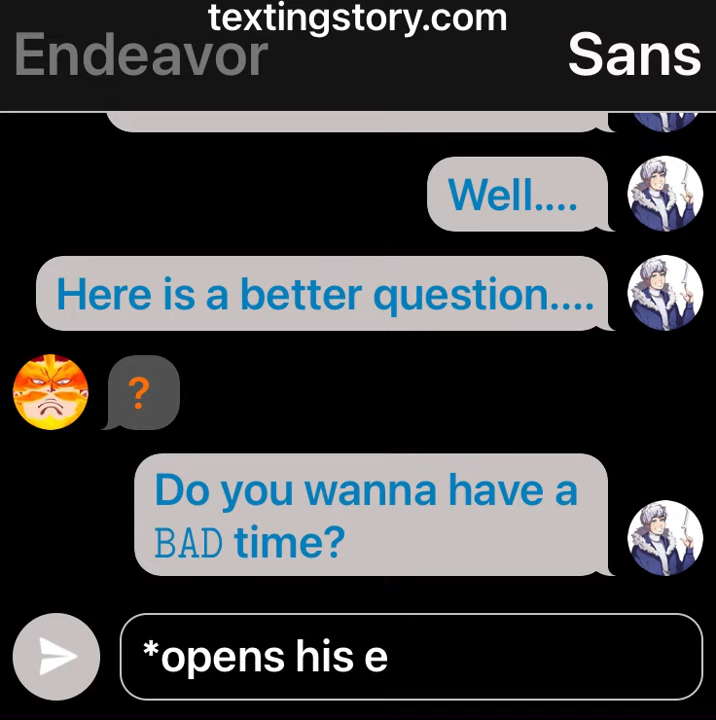 textingstory.com
Endeavor Sans
Well....
Here is a better question....
?
Do you wanna have a
BAD time?
*opens his e